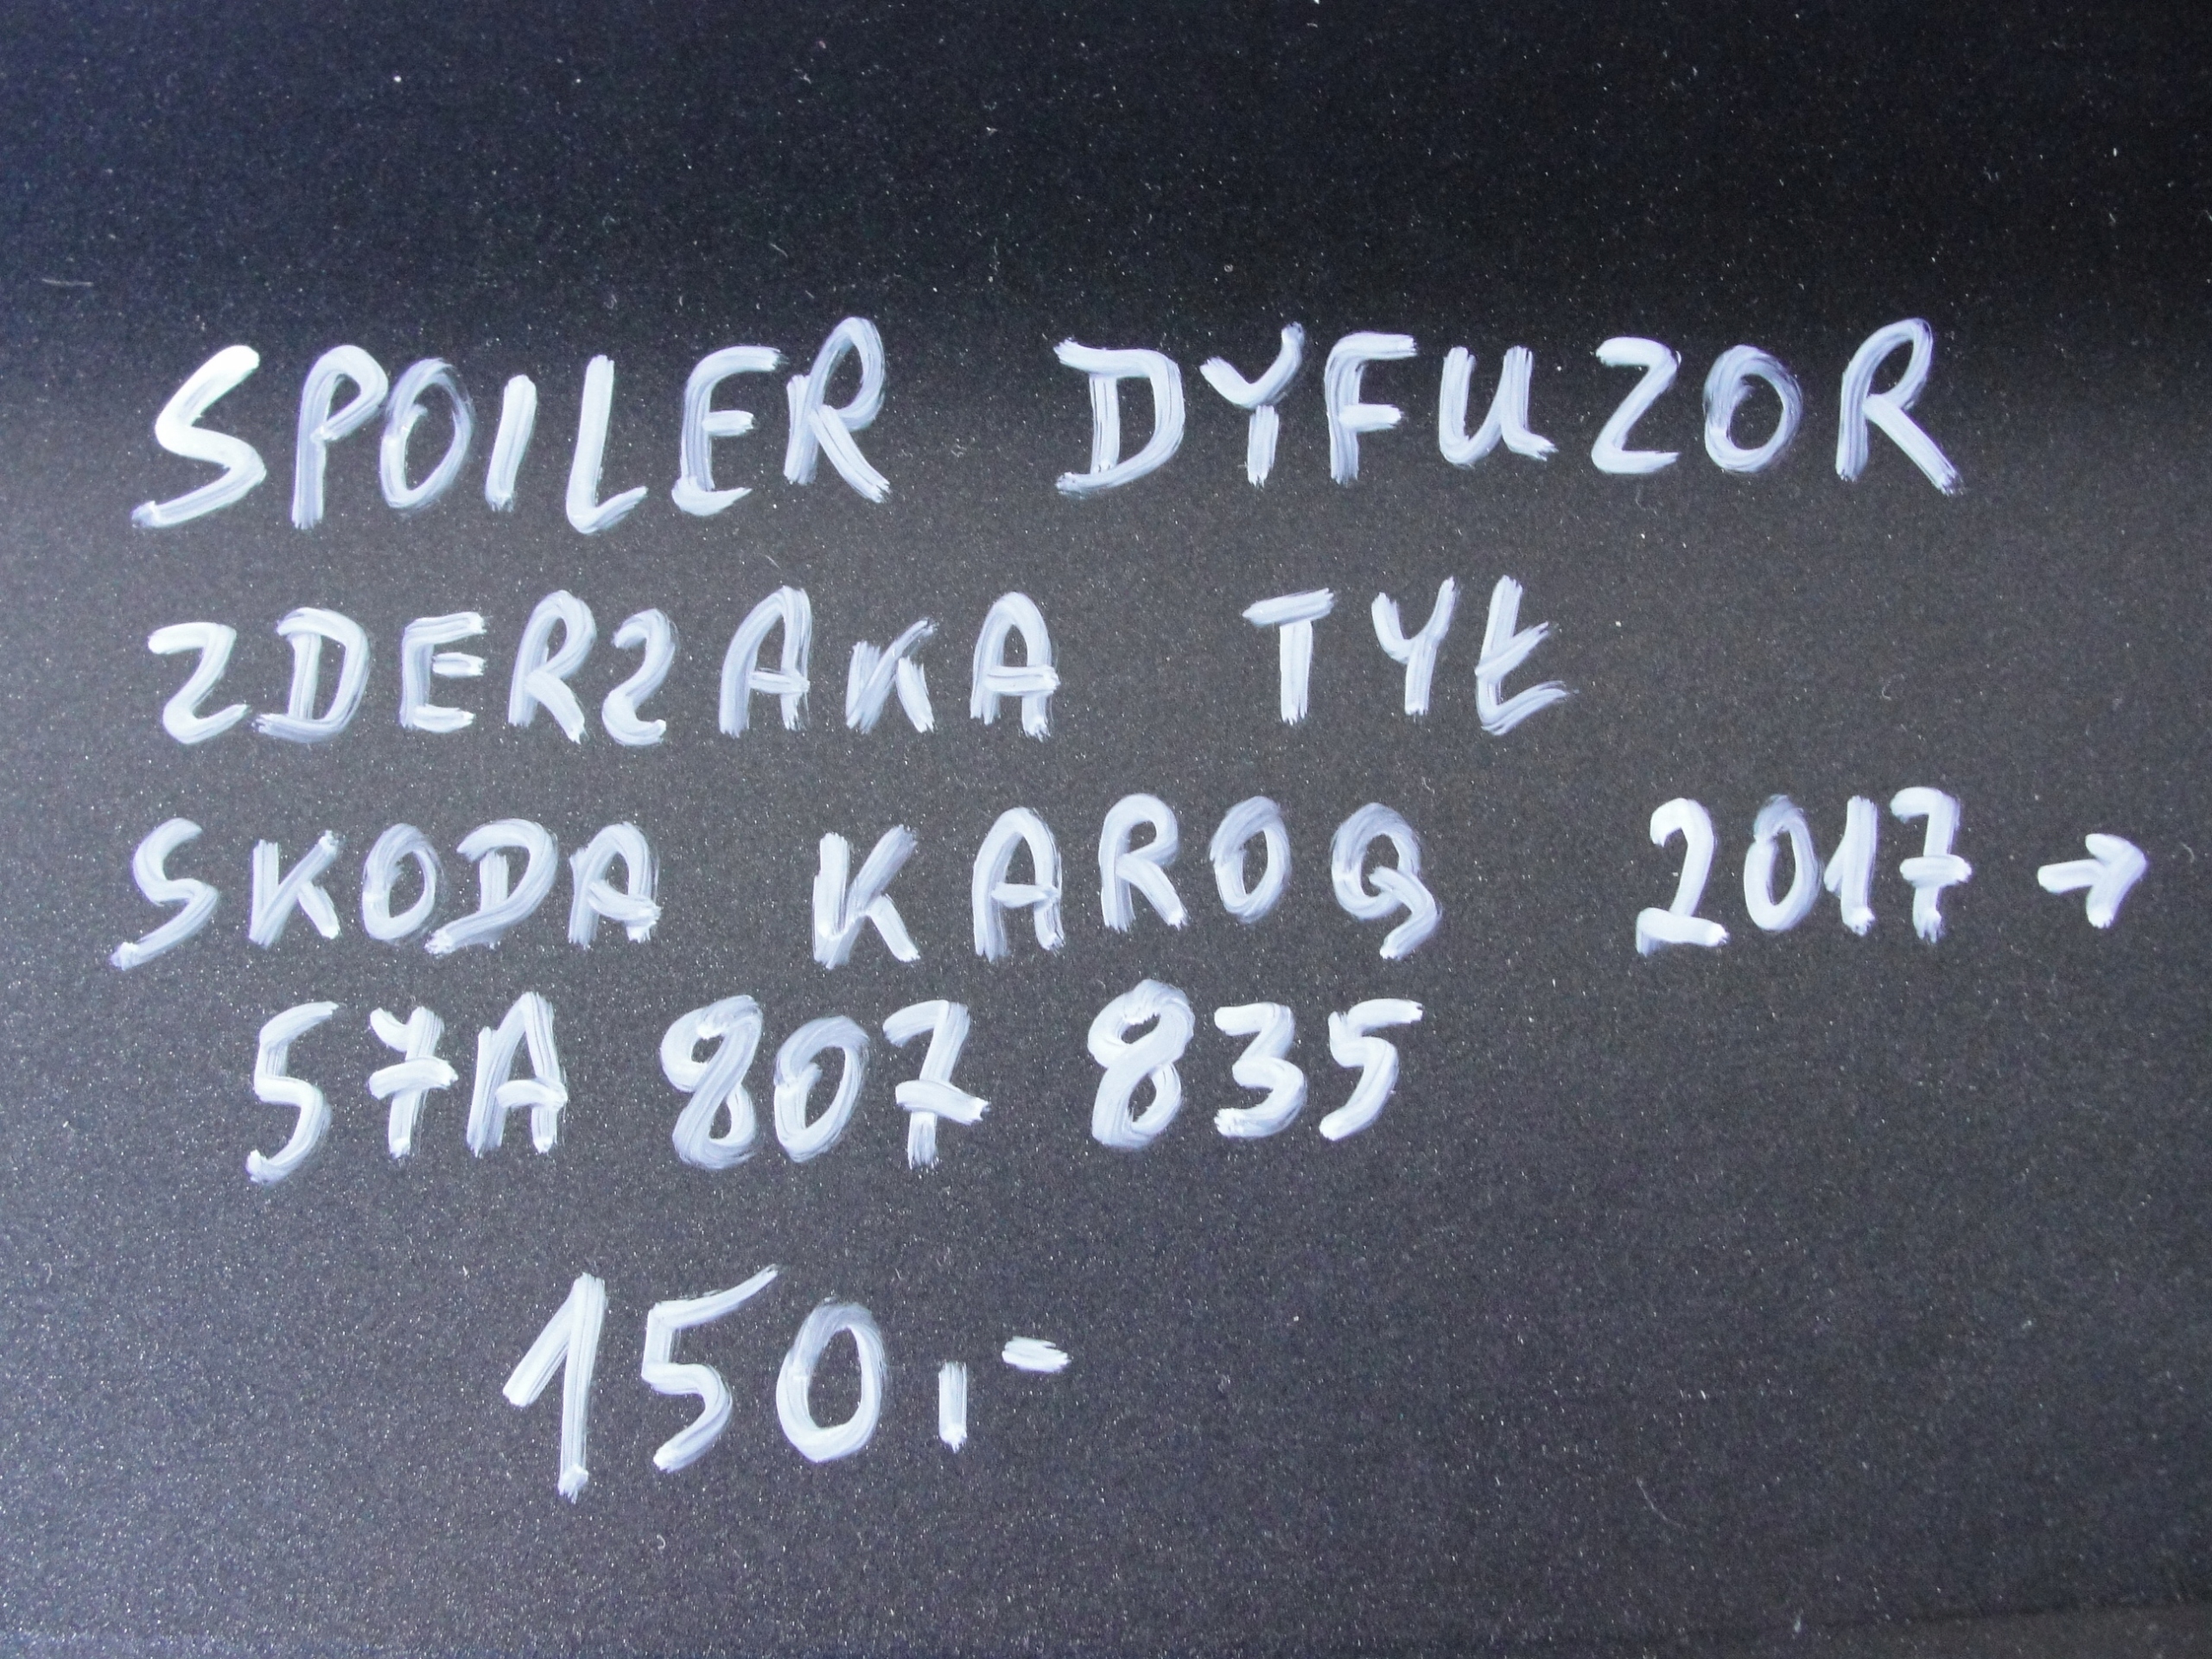 SPOILER DYFUZOR
ZDERZAKA TYŁ
SKODA KAROQ 2017 →
57A 807 835
150,-